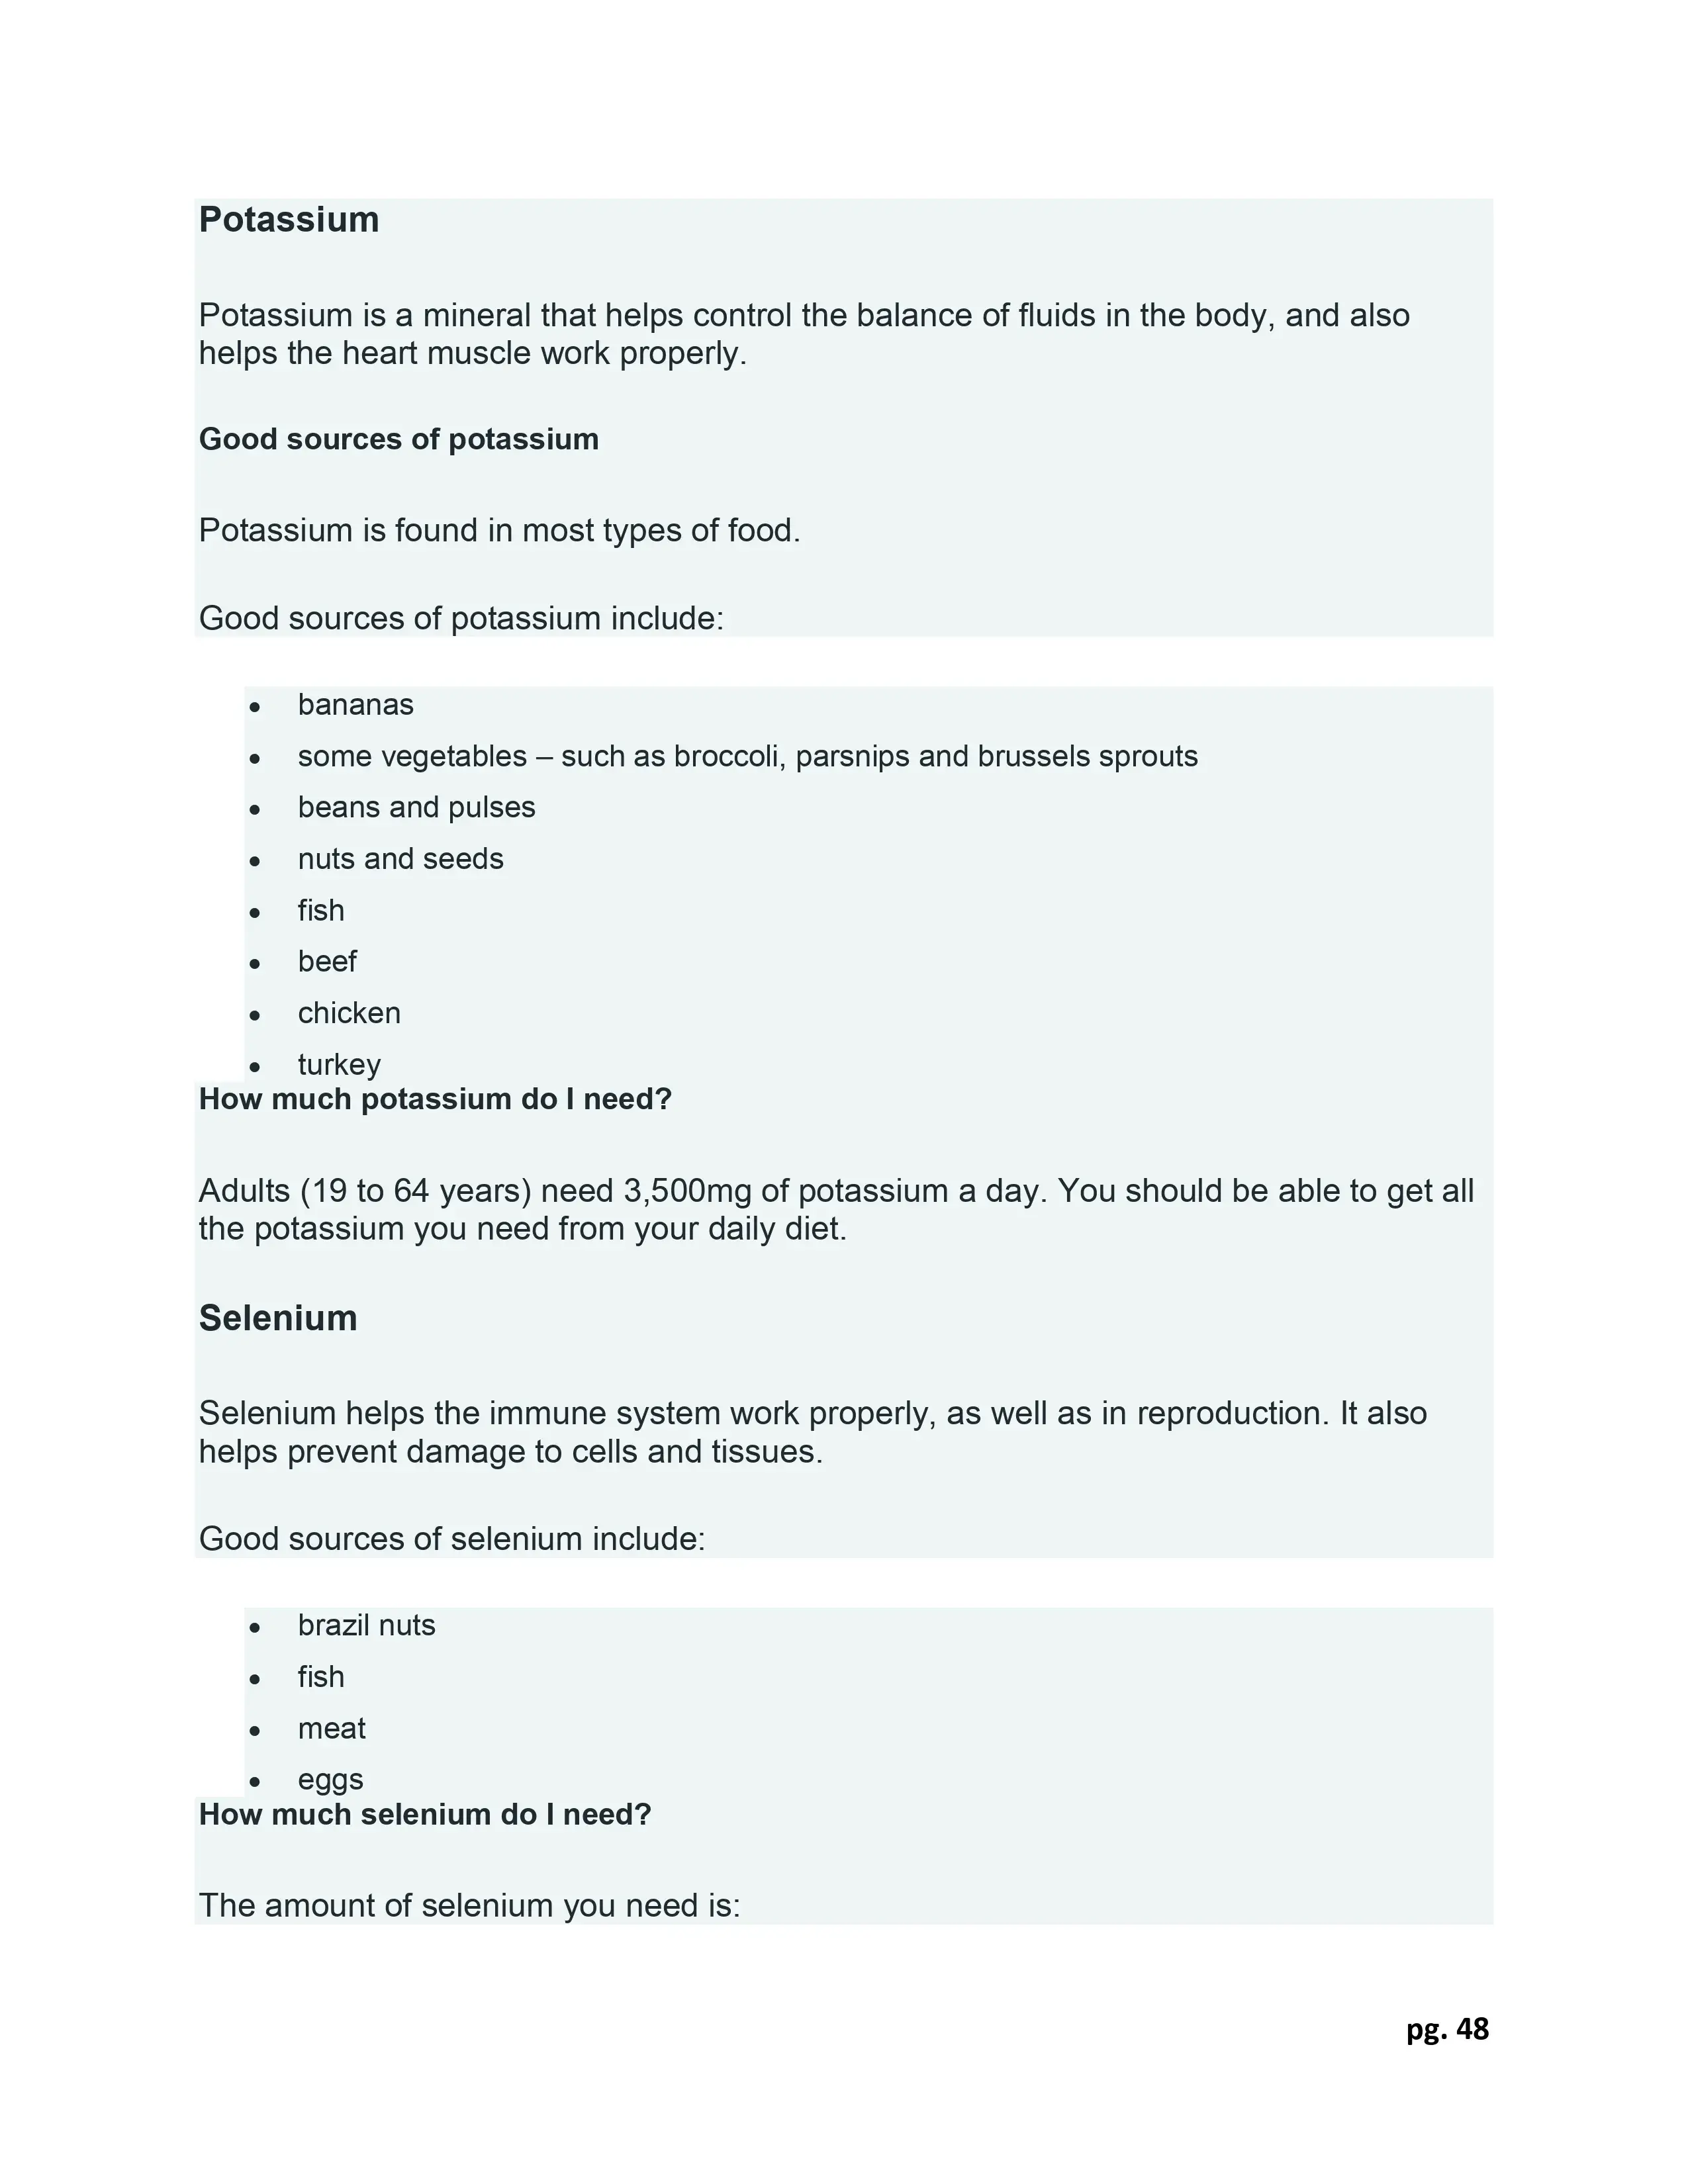 Potassium
Potassium is a mineral that helps control the balance of fluids in the body, and also
helps the heart muscle work properly.
Good sources of potassium
Potassium is found in most types of food.
Good sources of potassium include:
• bananas
• some vegetables – such as broccoli, parsnips and brussels sprouts
• beans and pulses
• nuts and seeds
• fish
• beef
• chicken
• turkey
How much potassium do I need?
Adults (19 to 64 years) need 3,500mg of potassium a day. You should be able to get all
the potassium you need from your daily diet.
Selenium
Selenium helps the immune system work properly, as well as in reproduction. It also
helps prevent damage to cells and tissues.
Good sources of selenium include:
• brazil nuts
• fish
• meat
• eggs
How much selenium do I need?
The amount of selenium you need is:
pg. 48